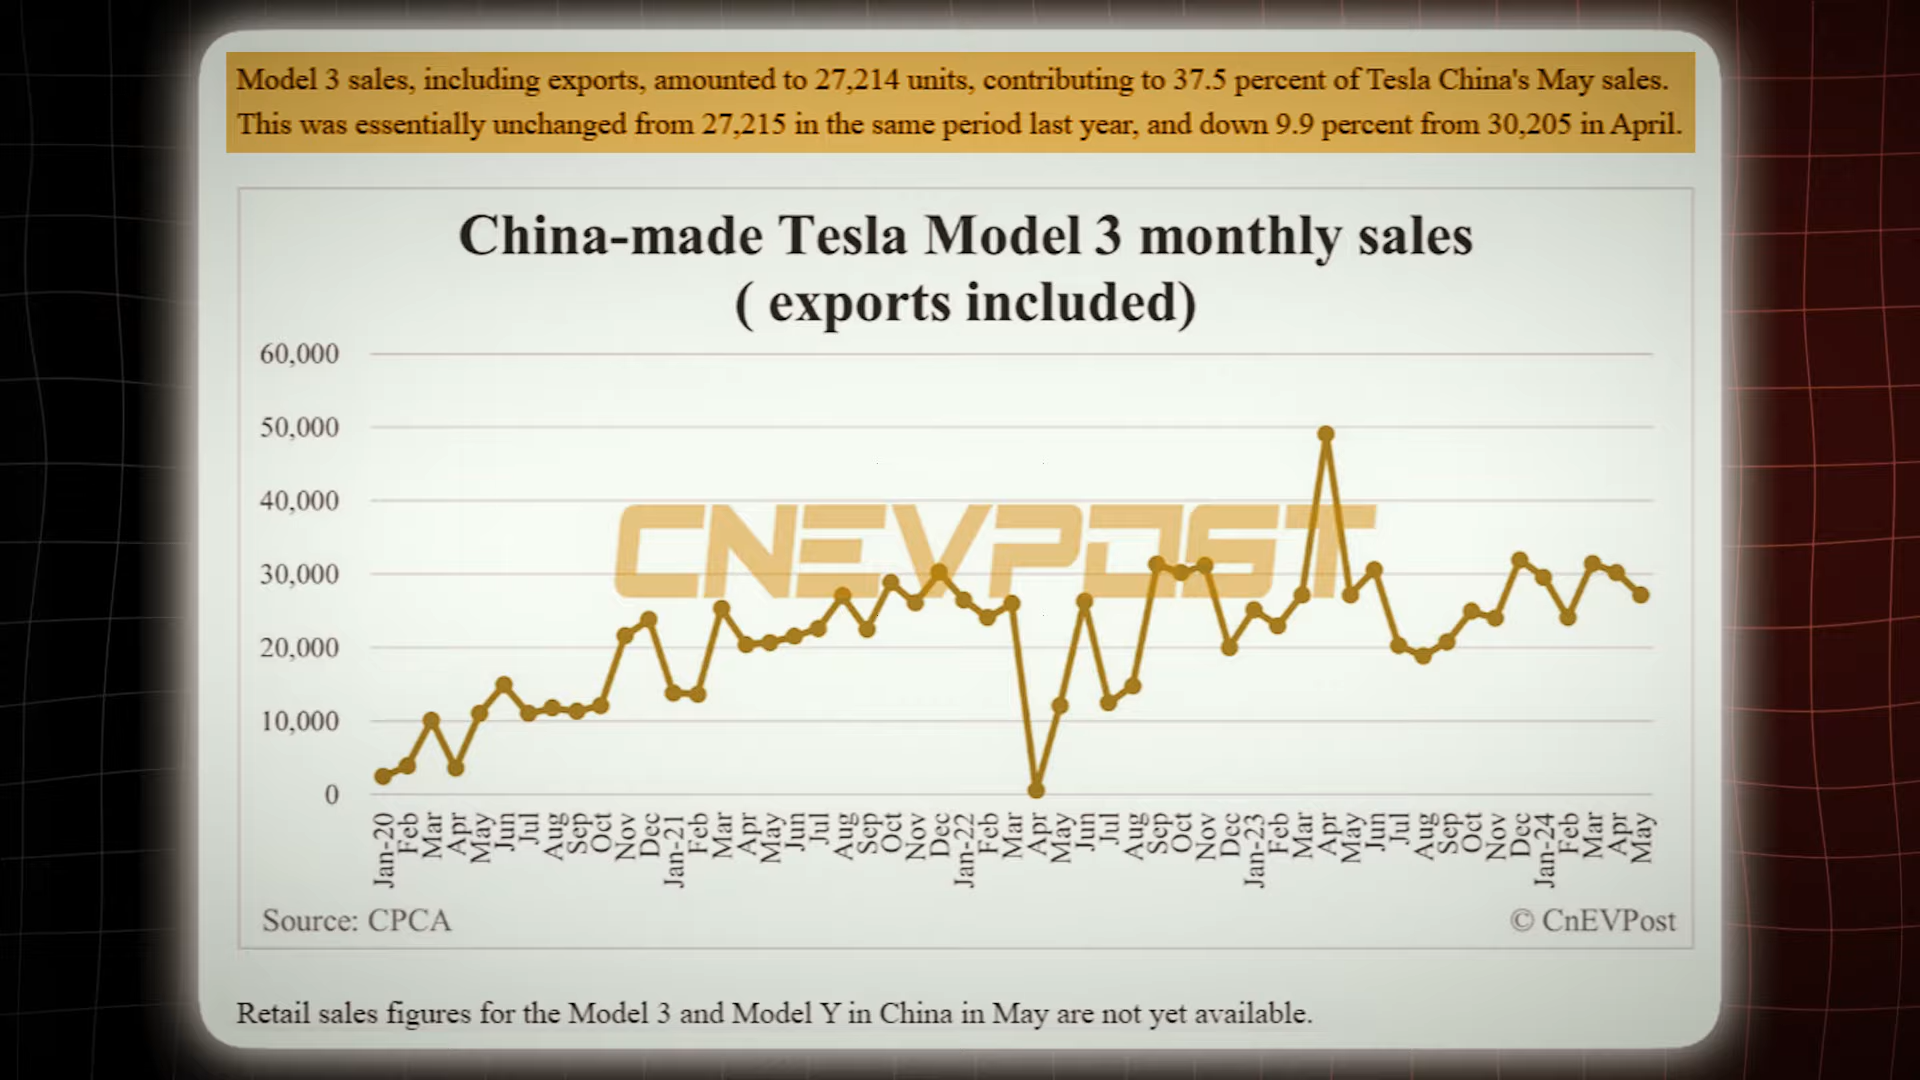 Model 3 sales, including exports, amounted to 27,214 units, contributing to 37.5 percent of Tesla China's May sales.
This was essentially unchanged from 27,215 in the same period last year, and down 9.9 percent from 30,205 in April.
China-made Tesla Model 3 monthly sales
( exports included)
60,000
50,000
40,000
30,000
20,000
10,000
0
CNEVPOST
Jan-20 Feb Mar Apr May Jun Jul Aug Sep Oct Nov Dec Jan-21 Feb Mar Apr May Jun Jul Aug Sep Oct Nov Dec Jan-22 Feb Mar Apr May Jun Jul Aug Sep Oct Nov Dec Jan-23 Feb Mar Apr May Jun Jul Aug Sep Oct Nov Dec Jan-24 Feb Mar Apr May
Source: CPCA
© CnEVPost
Retail sales figures for the Model 3 and Model Y in China in May are not yet available.